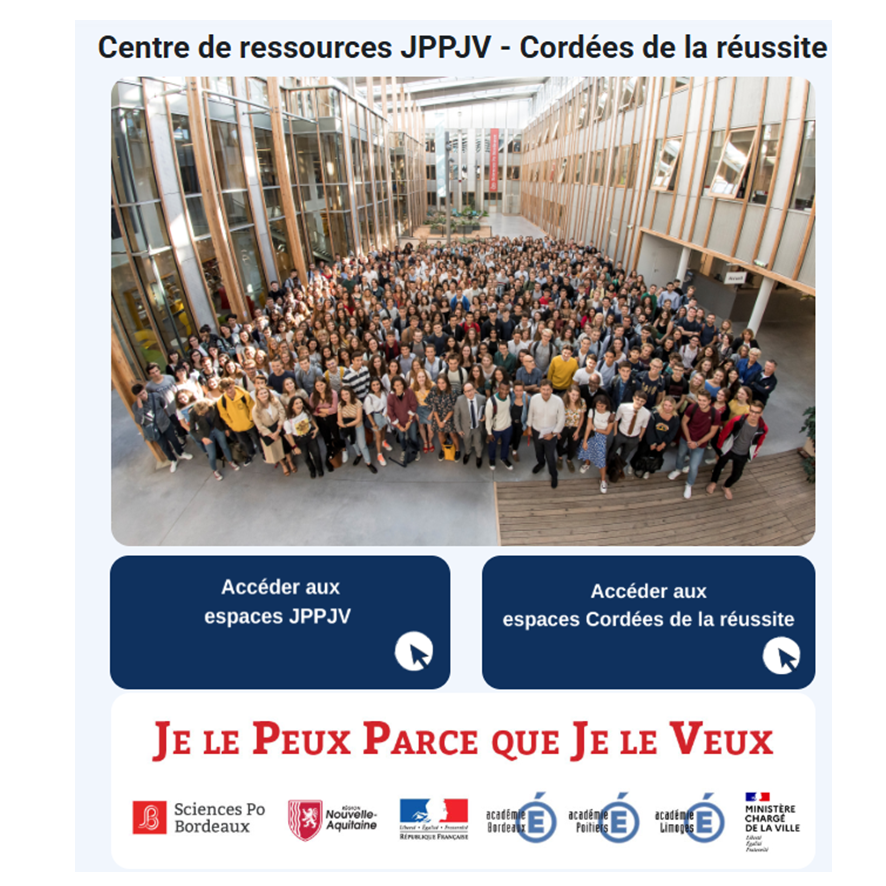 Centre de ressources JPPJV - Cordées de la réussite
Accéder aux
espaces JPPJV
Accéder aux
espaces Cordées de la réussite
JE LE PEUX PARCE QUE JE LE VEUX
Sciences Po
Bordeaux
RÉGION
Nouvelle-
Aquitaine
Liberté • Égalité • Fraternité
RÉPUBLIQUE FRANÇAISE
académie
Bordeaux
É
académie
Poitiers
É
académie
Limoges
É
MINISTÈRE
CHARGÉ
DE LA VILLE
Liberté
Égalité
Fraternité